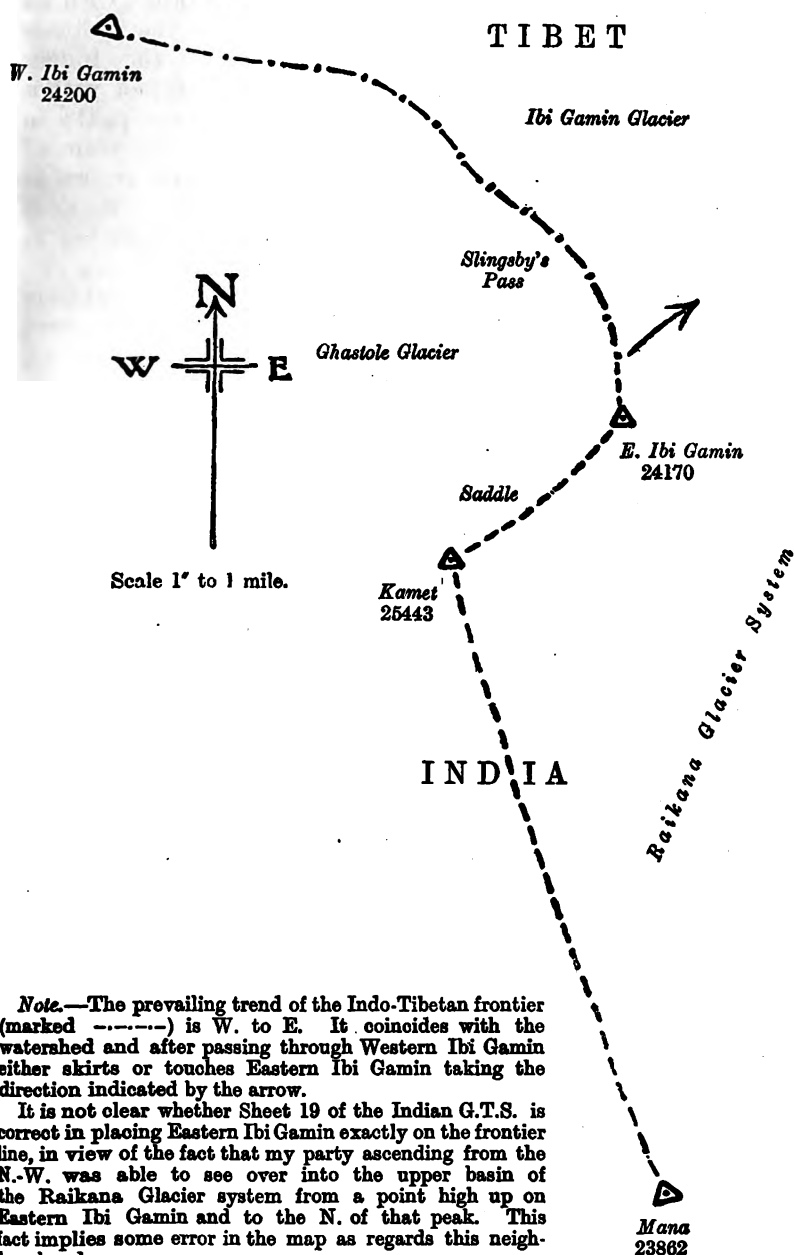 TIBET
W. Ibi Gamin
24200
Ibi Gamin Glacier
Slingsby's
Pass
N
W E
Ghastole Glacier
E. Ibi Gamin
24170
Saddle
Scale 1" to 1 mile.
Kamet
25443
Raikana Glacier System
INDIA
Note.—The prevailing trend of the Indo-Tibetan frontier
(marked –·–·–·–) is W. to E. It coincides with the
watershed and after passing through Western Ibi Gamin
either skirts or touches Eastern Ibi Gamin taking the
direction indicated by the arrow.
It is not clear whether Sheet 19 of the Indian G.T.S. is
correct in placing Eastern Ibi Gamin exactly on the frontier
line, in view of the fact that my party ascending from the
N.-W. was able to see over into the upper basin of
the Raikana Glacier system from a point high up on
Eastern Ibi Gamin and to the N. of that peak. This
fact implies some error in the map as regards this neigh-
Mana
23862